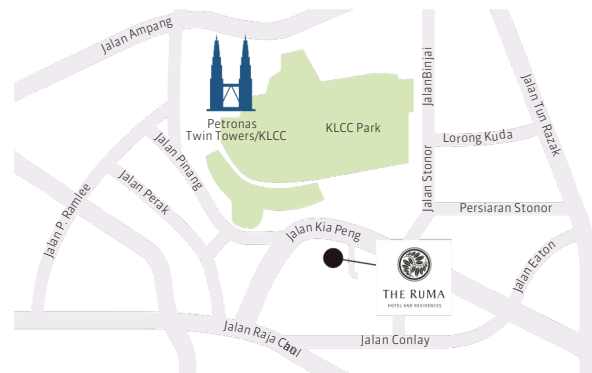 Jalan Ampang
Petronas
Twin Towers/KLCC
KLCC Park
JalanBinjai
Jalan Tun Razak
Lorong Kuda
Jalan Pinang
Jalan Perak
Jalan P. Ramlee
Jalan Stonor
Persiaran Stonor
Jalan Kia Peng
Jalan Eaton
THE RUMA
HOTEL AND RESIDENCES
Jalan Raja Chulan
Jalan Conlay